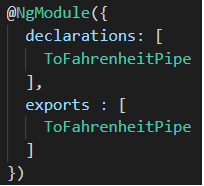 @NgModule({
  declarations: [
    ToFahrenheitPipe
  ],
  exports : [
    ToFahrenheitPipe
  ]
})